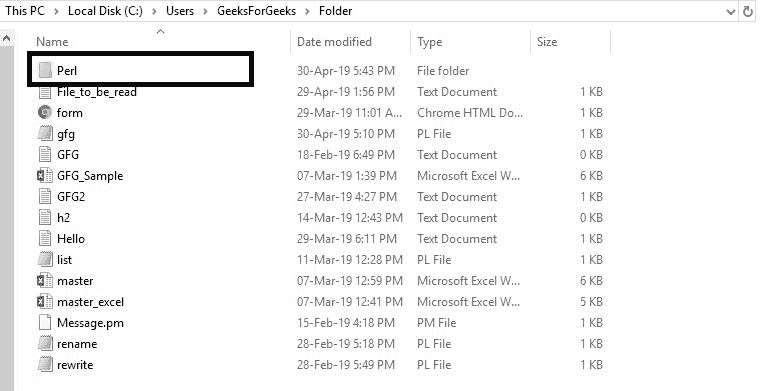 This PC > Local Disk (C:) > Users > GeeksForGeeks > Folder
Name Date modified Type Size
Perl 30-Apr-19 5:43 PM File folder
File_to_be_read 29-Apr-19 1:56 PM Text Document 1 KB
form 29-Mar-19 11:01 A... Chrome HTML Do... 1 KB
gfg 30-Apr-19 5:10 PM PL File 1 KB
GFG 18-Feb-19 6:49 PM Text Document 0 KB
GFG_Sample 07-Mar-19 1:39 PM Microsoft Excel W... 6 KB
GFG2 27-Mar-19 4:27 PM Text Document 1 KB
h2 14-Mar-19 12:43 PM Text Document 0 KB
Hello 29-Mar-19 6:11 PM Text Document 1 KB
list 11-Mar-19 12:28 PM PL File 1 KB
master 07-Mar-19 12:59 PM Microsoft Excel W... 6 KB
master_excel 07-Mar-19 12:41 PM Microsoft Excel W... 5 KB
Message.pm 15-Feb-19 4:18 PM PM File 1 KB
rename 28-Feb-19 5:18 PM PL File 1 KB
rewrite 28-Feb-19 5:49 PM PL File 1 KB